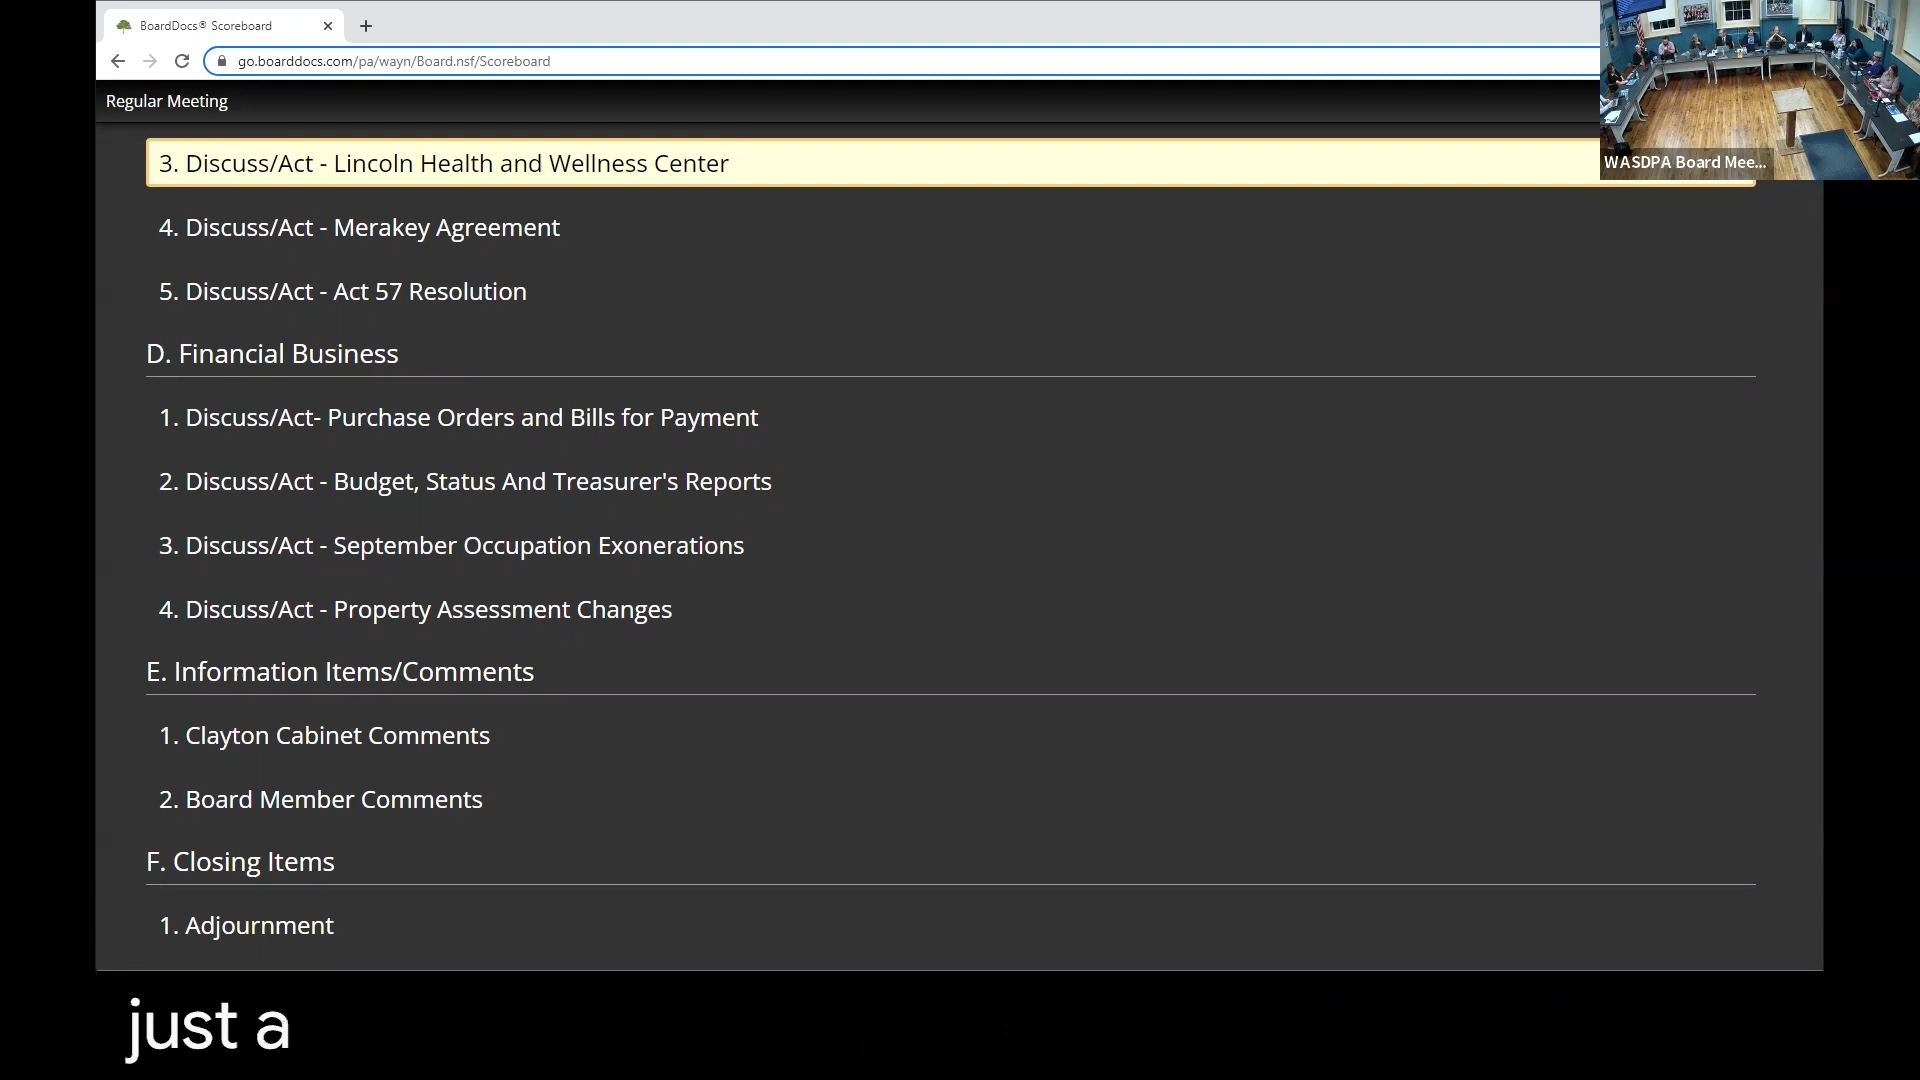 BoardDocs® Scoreboard
go.boarddocs.com/pa/wayn/Board.nsf/Scoreboard
Regular Meeting
WASDPA Board Mee...
3. Discuss/Act - Lincoln Health and Wellness Center
4. Discuss/Act - Merakey Agreement
5. Discuss/Act - Act 57 Resolution
D. Financial Business
1. Discuss/Act- Purchase Orders and Bills for Payment
2. Discuss/Act - Budget, Status And Treasurer's Reports
3. Discuss/Act - September Occupation Exonerations
4. Discuss/Act - Property Assessment Changes
E. Information Items/Comments
1. Clayton Cabinet Comments
2. Board Member Comments
F. Closing Items
1. Adjournment
just a